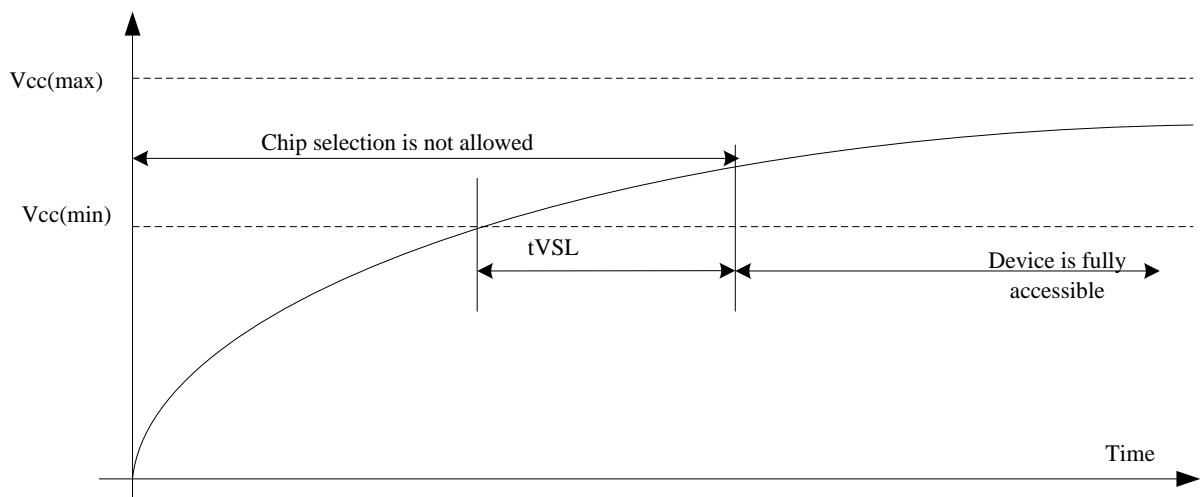 Vcc(max)
Chip selection is not allowed
Vcc(min)
tVSL
Device is fully
accessible
Time